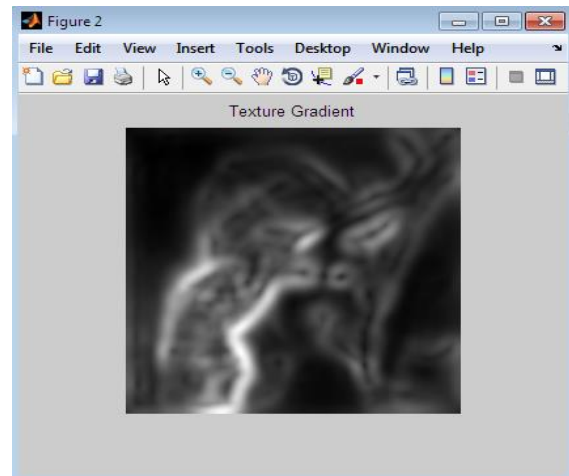 Figure 2
File Edit View Insert Tools Desktop Window Help
Texture Gradient